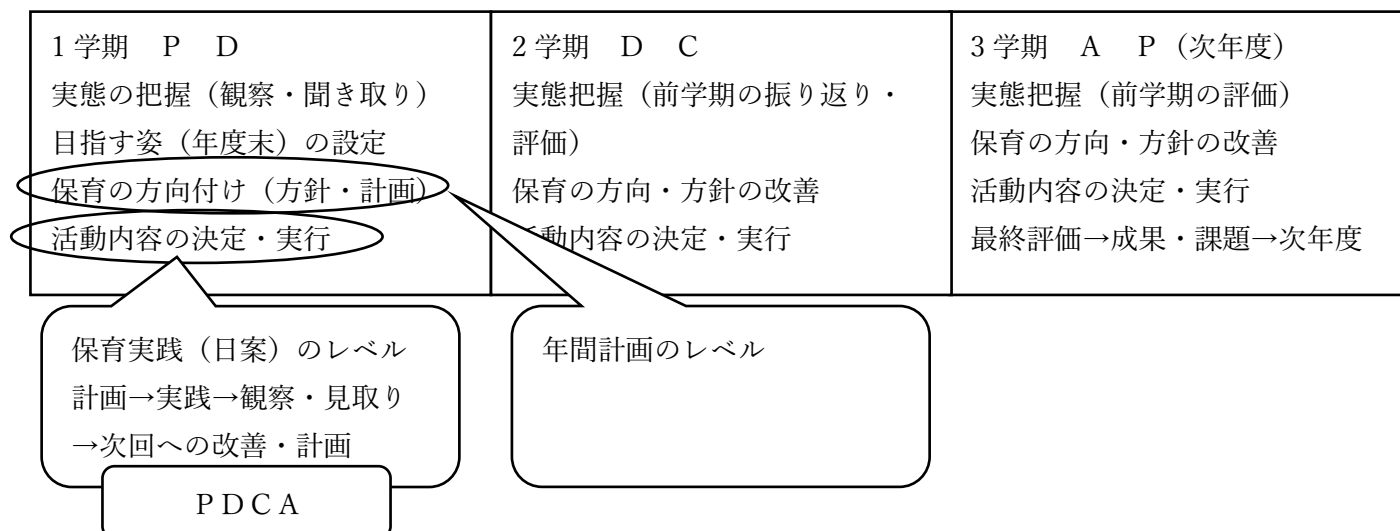 1学期　P　D
実態の把握（観察・聞き取り）
目指す姿（年度末）の設定
保育の方向付け（方針・計画）
活動内容の決定・実行
2学期　D　C
実態把握（前学期の振り返り・
評価）
保育の方向・方針の改善
活動内容の決定・実行
3学期　A　P（次年度）
実態把握（前学期の評価）
保育の方向・方針の改善
活動内容の決定・実行
最終評価→成果・課題→次年度
保育実践（日案）のレベル
計画→実践→観察・見取り
→次回への改善・計画
PDCA
年間計画のレベル